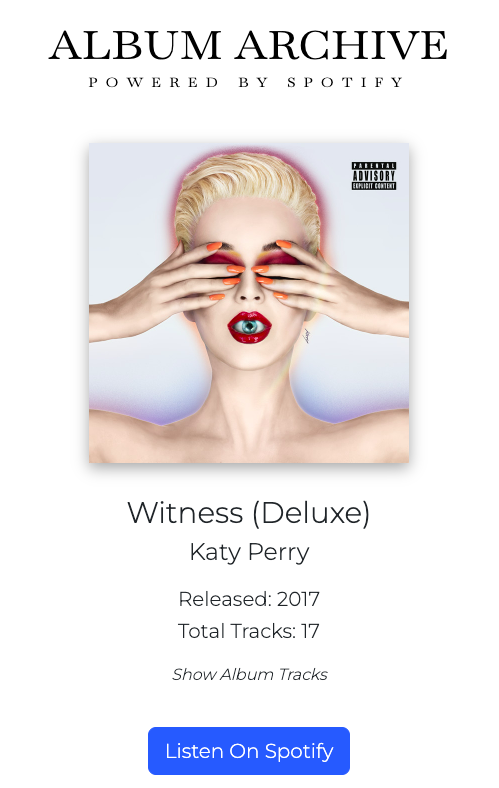 ALBUM ARCHIVE
POWERED BY SPOTIFY
PARENTAL
ADVISORY
EXPLICIT CONTENT
Witness (Deluxe)
Katy Perry
Released: 2017
Total Tracks: 17
Show Album Tracks
Listen On Spotify